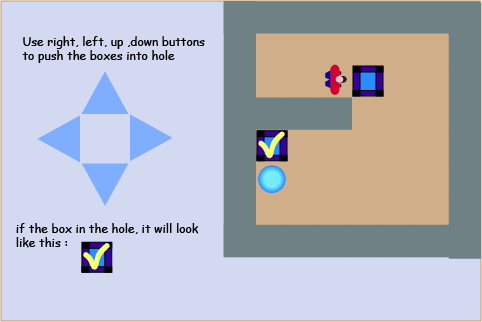 Use right, left, up ,down buttons
to push the boxes into hole
if the box in the hole, it will look
like this :